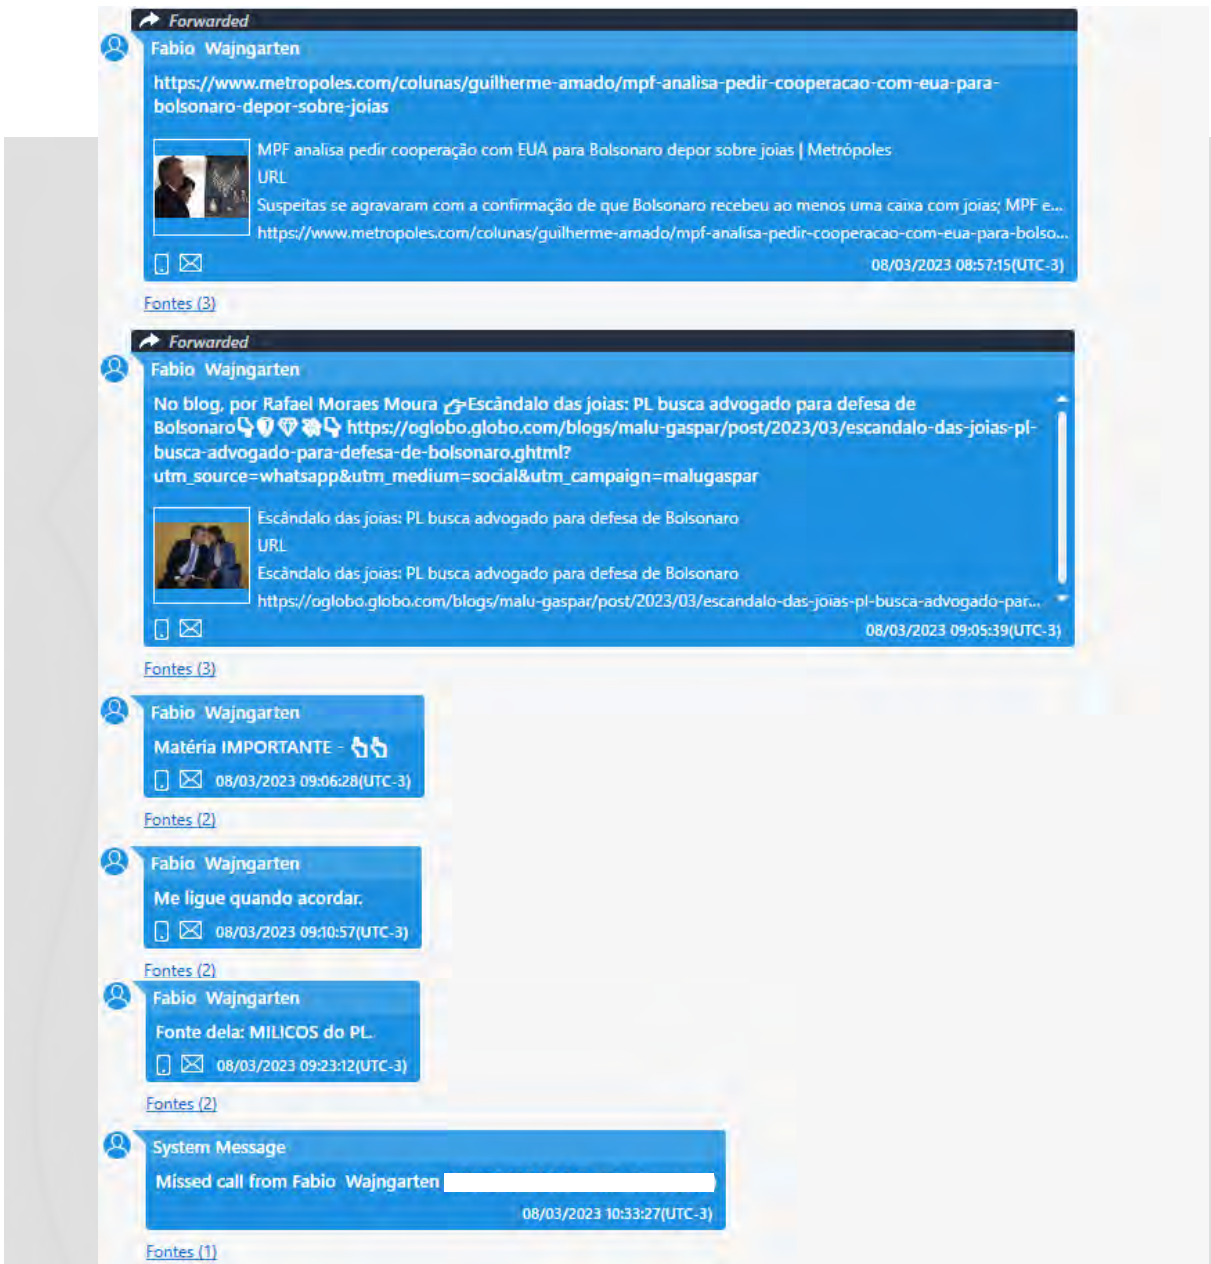 Forwarded
Fabio Wajngarten
https://www.metropoles.com/colunas/guilherme-amado/mpf-analisa-pedir-cooperacao-com-eua-para-
bolsonaro-depor-sobre-joias
MPF analisa pedir cooperação com EUA para Bolsonaro depor sobre joias | Metrópoles
URL
Suspeitas se agravaram com a confirmação de que Bolsonaro recebeu ao menos uma caixa com joias; MPF e...
https://www.metropoles.com/colunas/guilherme-amado/mpf-analisa-pedir-cooperacao-com-eua-para-bolso...
08/03/2023 08:57:15(UTC-3)
Fontes (3)
Forwarded
Fabio Wajngarten
No blog, por Rafael Moraes Moura 👉Escândalo das joias: PL busca advogado para defesa de
Bolsonaro https://oglobo.globo.com/blogs/malu-gaspar/post/2023/03/escandalo-das-joias-pl-
busca-advogado-para-defesa-de-bolsonaro.ghtml?
utm_source=whatsapp&utm_medium=social&utm_campaign=malugaspar
Escândalo das joias: PL busca advogado para defesa de Bolsonaro
URL
Escândalo das joias: PL busca advogado para defesa de Bolsonaro
https://oglobo.globo.com/blogs/malu-gaspar/post/2023/03/escandalo-das-joias-pl-busca-advogado-par...
08/03/2023 09:05:39(UTC-3)
Fontes (3)
Fabio Wajngarten
Matéria IMPORTANTE - 👆👆
08/03/2023 09:06:28(UTC-3)
Fontes (2)
Fabio Wajngarten
Me ligue quando acordar.
08/03/2023 09:10:57(UTC-3)
Fontes (2)
Fabio Wajngarten
Fonte dela: MILICOS do PL.
08/03/2023 09:23:12(UTC-3)
Fontes (2)
System Message
Missed call from Fabio Wajngarten
08/03/2023 10:33:27(UTC-3)
Fontes (1)